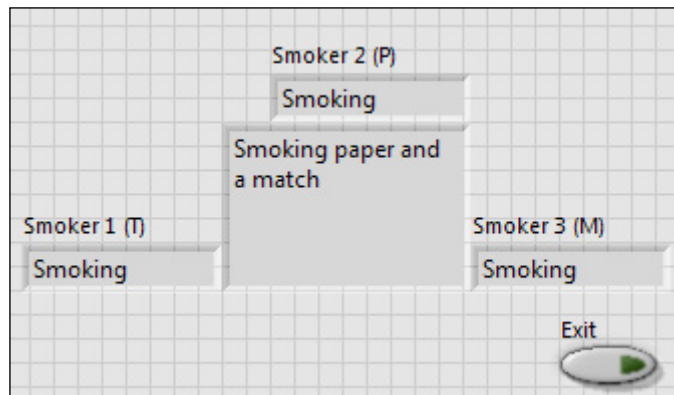 Smoker 2 (P)
Smoking
Smoking paper and
a match
Smoker 1 (T)
Smoking
Smoker 3 (M)
Smoking
Exit